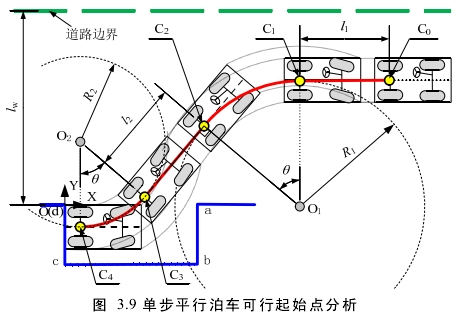 道路边界
C₂
C₁
l₁
C₀
l_w
R₂
l₂
O₂
θ
θ
R₁
Y
X
O(d)
a
O₁
c
b
C₄
C₃
图 3.9 单步平行泊车可行起始点分析